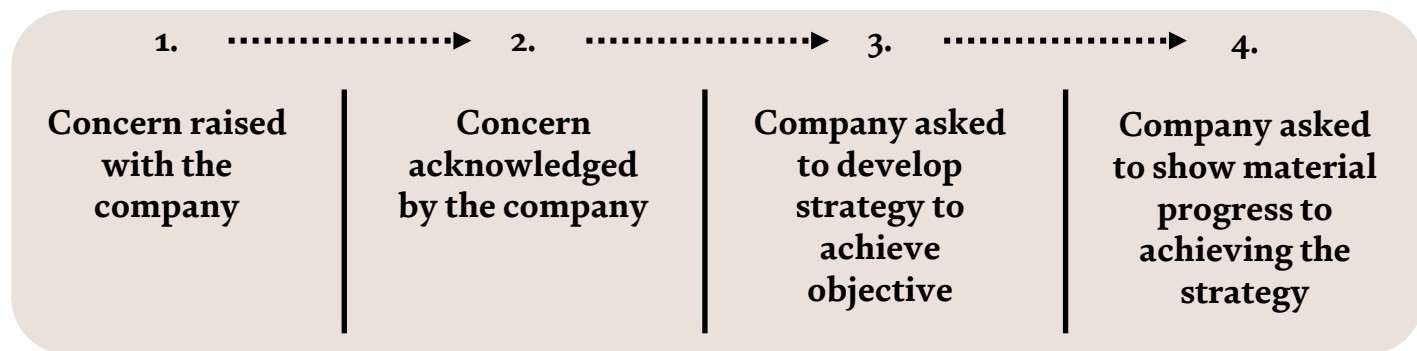 1.
2.
3.
4.
Concern raised
with the
company
Concern
acknowledged
by the company
Company asked
to develop
strategy to
achieve
objective
Company asked
to show material
progress to
achieving the
strategy